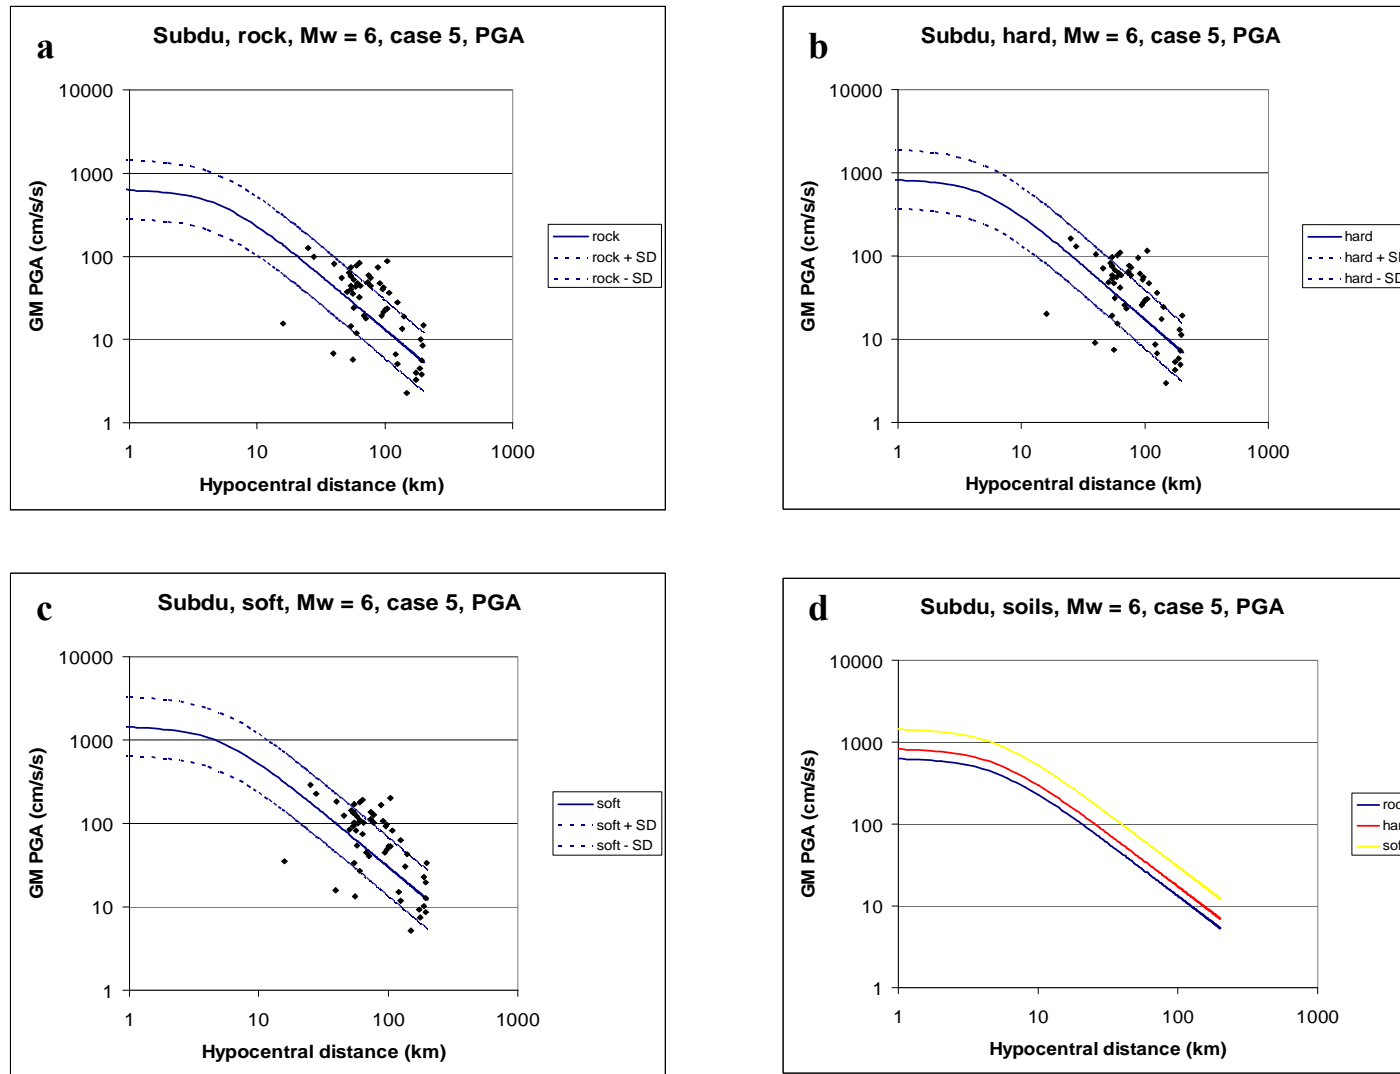 a
Subdu, rock, Mw = 6, case 5, PGA
10000
1000
100
10
1
GM PGA (cm/s/s)
1 10 100 1000
Hypocentral distance (km)
rock
rock + SD
rock - SD
b
Subdu, hard, Mw = 6, case 5, PGA
10000
1000
100
10
1
GM PGA (cm/s/s)
1 10 100 1000
Hypocentral distance (km)
hard
hard + SD
hard - SD
c
Subdu, soft, Mw = 6, case 5, PGA
10000
1000
100
10
1
GM PGA (cm/s/s)
1 10 100 1000
Hypocentral distance (km)
soft
soft + SD
soft - SD
d
Subdu, soils, Mw = 6, case 5, PGA
10000
1000
100
10
1
GM PGA (cm/s/s)
1 10 100 1000
Hypocentral distance (km)